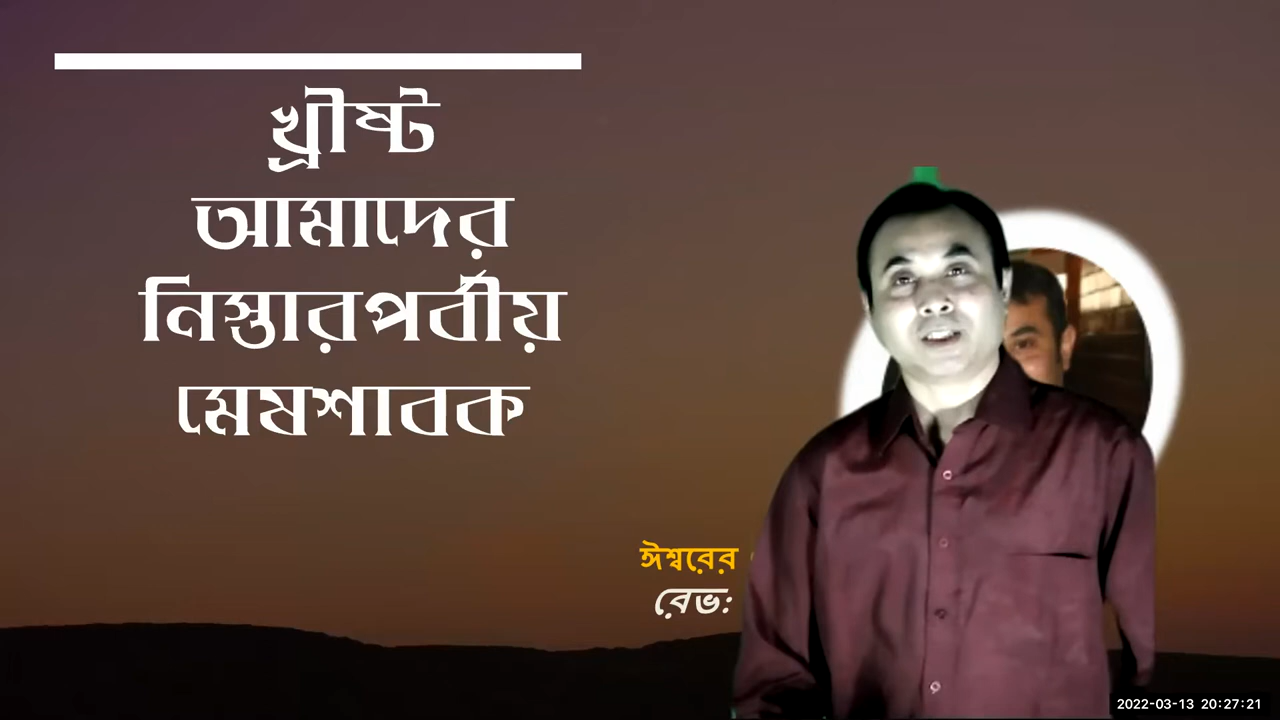 খ্রীষ্ট
আমাদের
নিস্তারপর্বীয়
মেষশাবক
ঈশ্বরের
রেভ:
2022-03-13 20:27:21